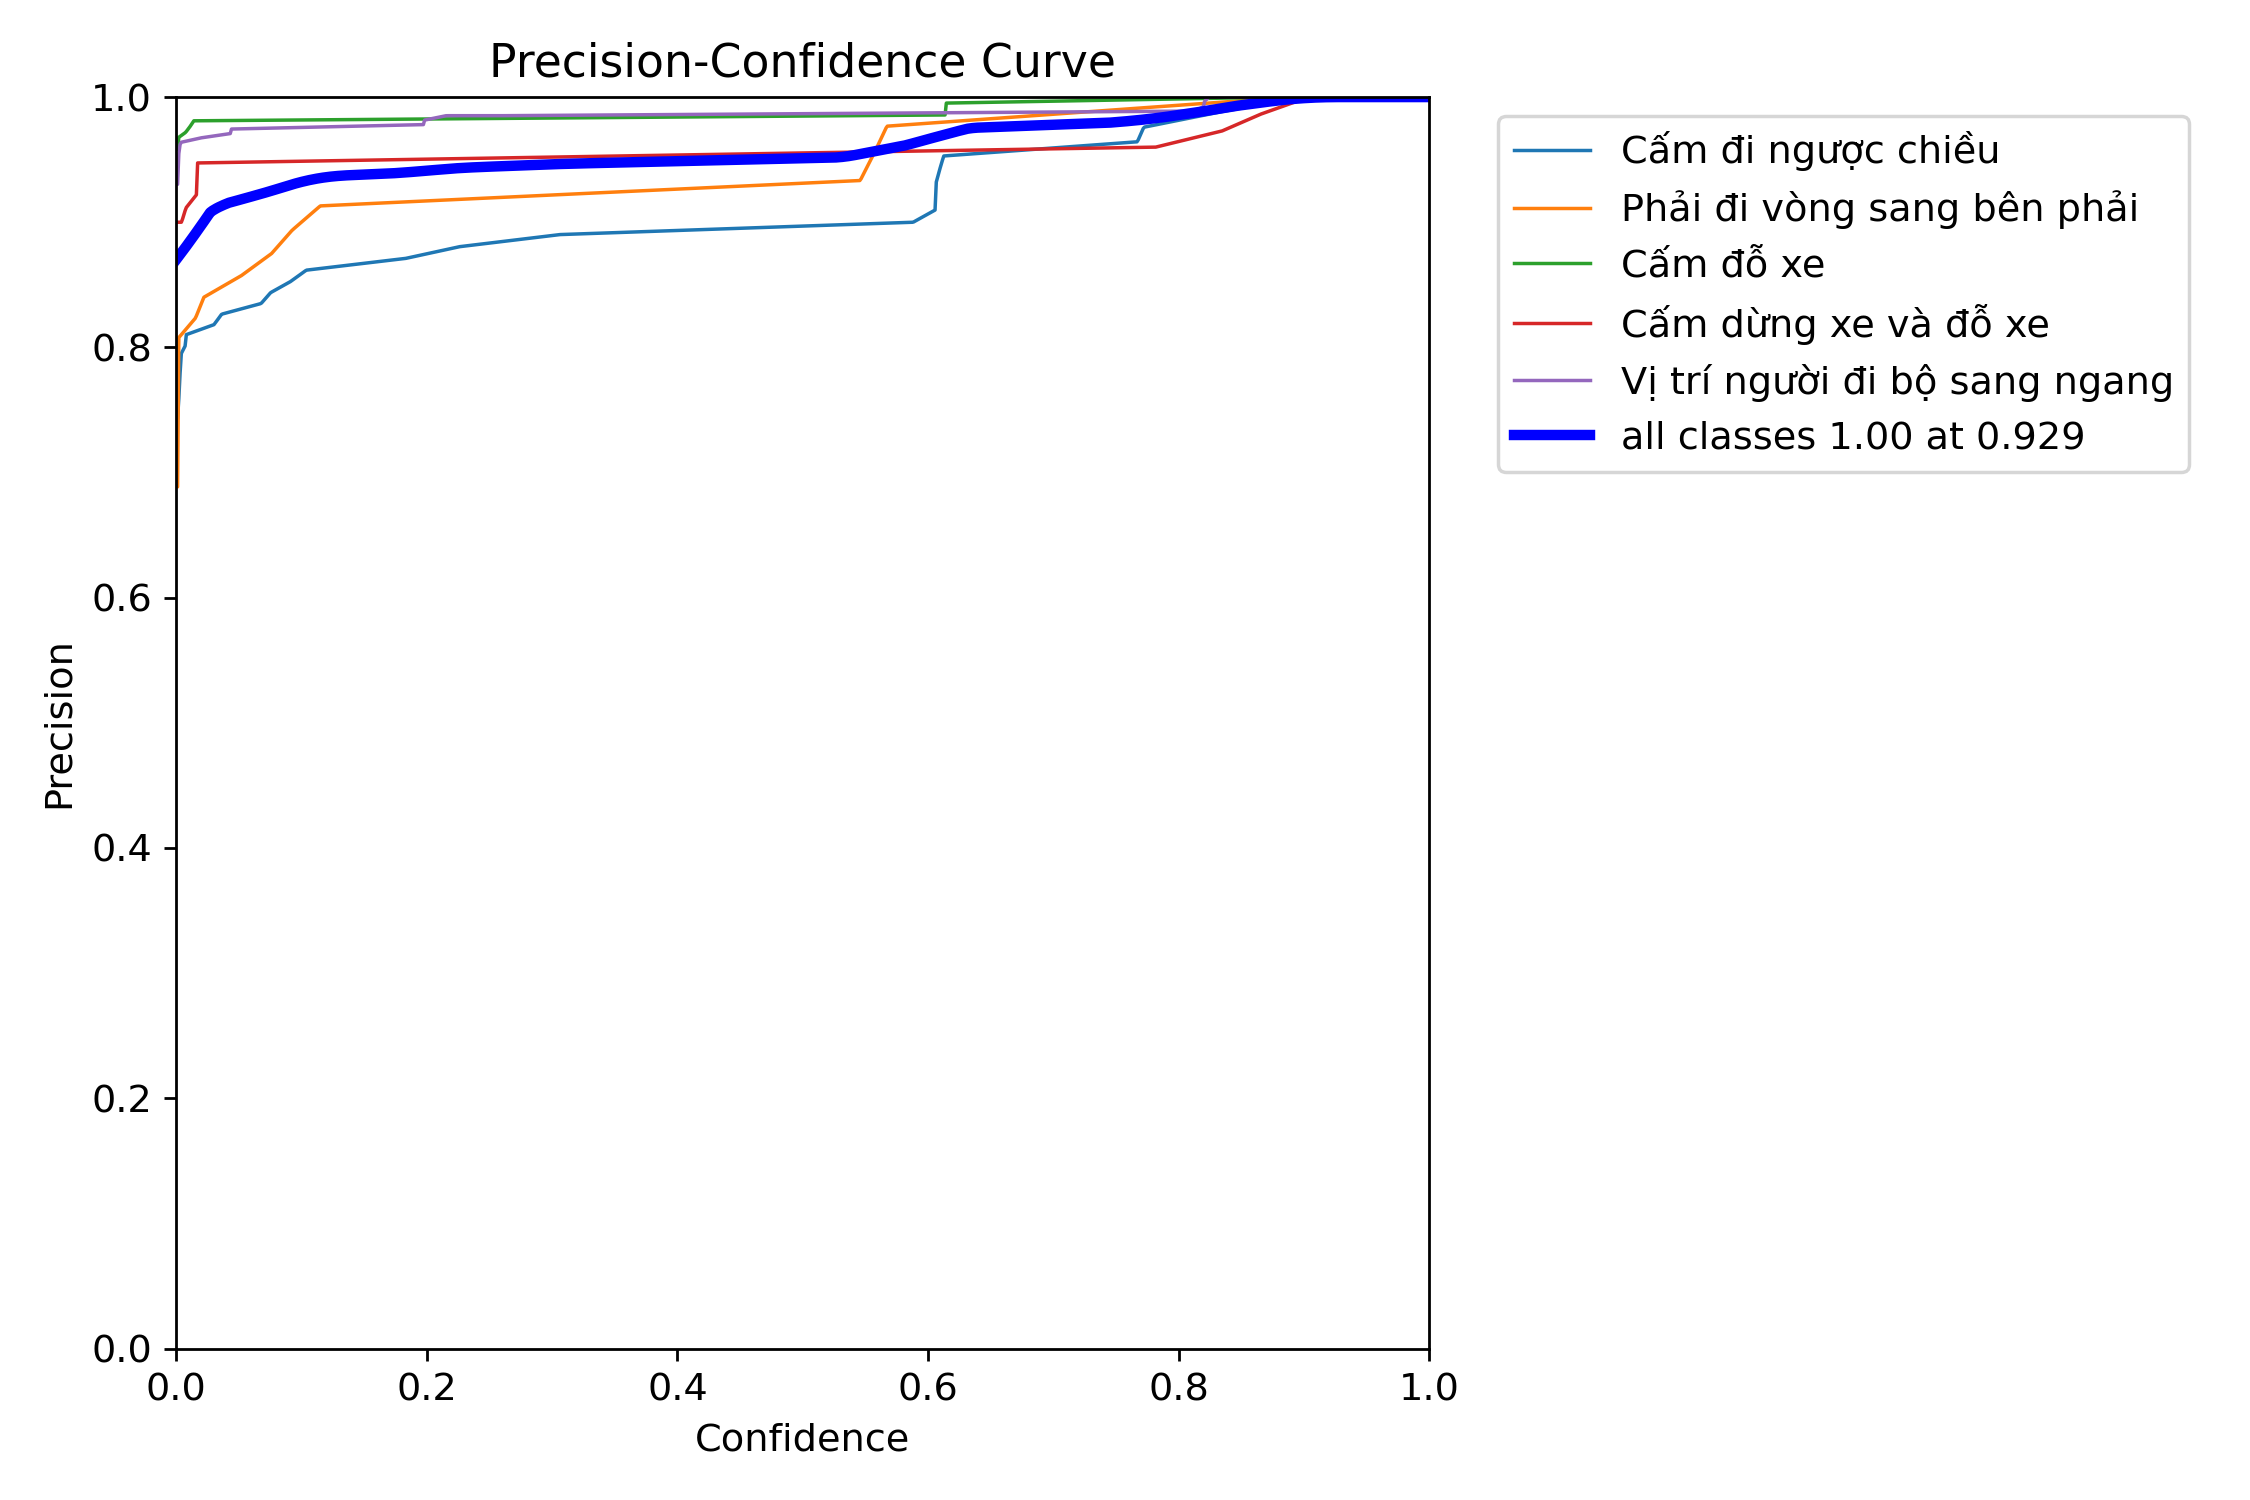 Precision-Confidence Curve
1.0
0.8
0.6
0.4
0.2
0.0
Precision
0.0 0.2 0.4 0.6 0.8 1.0
Confidence
Cấm đi ngược chiều
Phải đi vòng sang bên phải
Cấm đỗ xe
Cấm dừng xe và đỗ xe
Vị trí người đi bộ sang ngang
all classes 1.00 at 0.929